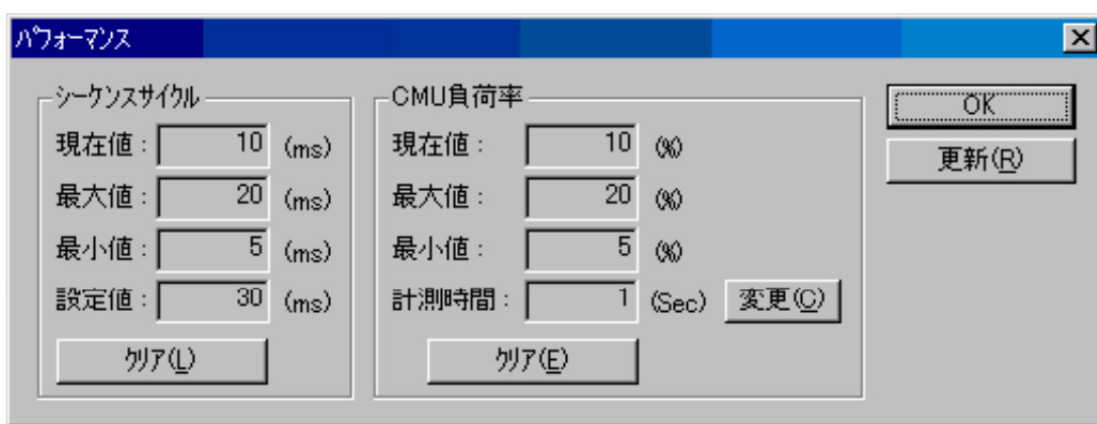 パフォーマンス
シーケンスサイクル
現在値: 10 (ms)
最大値: 20 (ms)
最小値: 5 (ms)
設定値: 30 (ms)
クリア(L)
CMU負荷率
現在値: 10 (%)
最大値: 20 (%)
最小値: 5 (%)
計測時間: 1 (Sec) 変更(C)
クリア(E)
OK
更新(R)